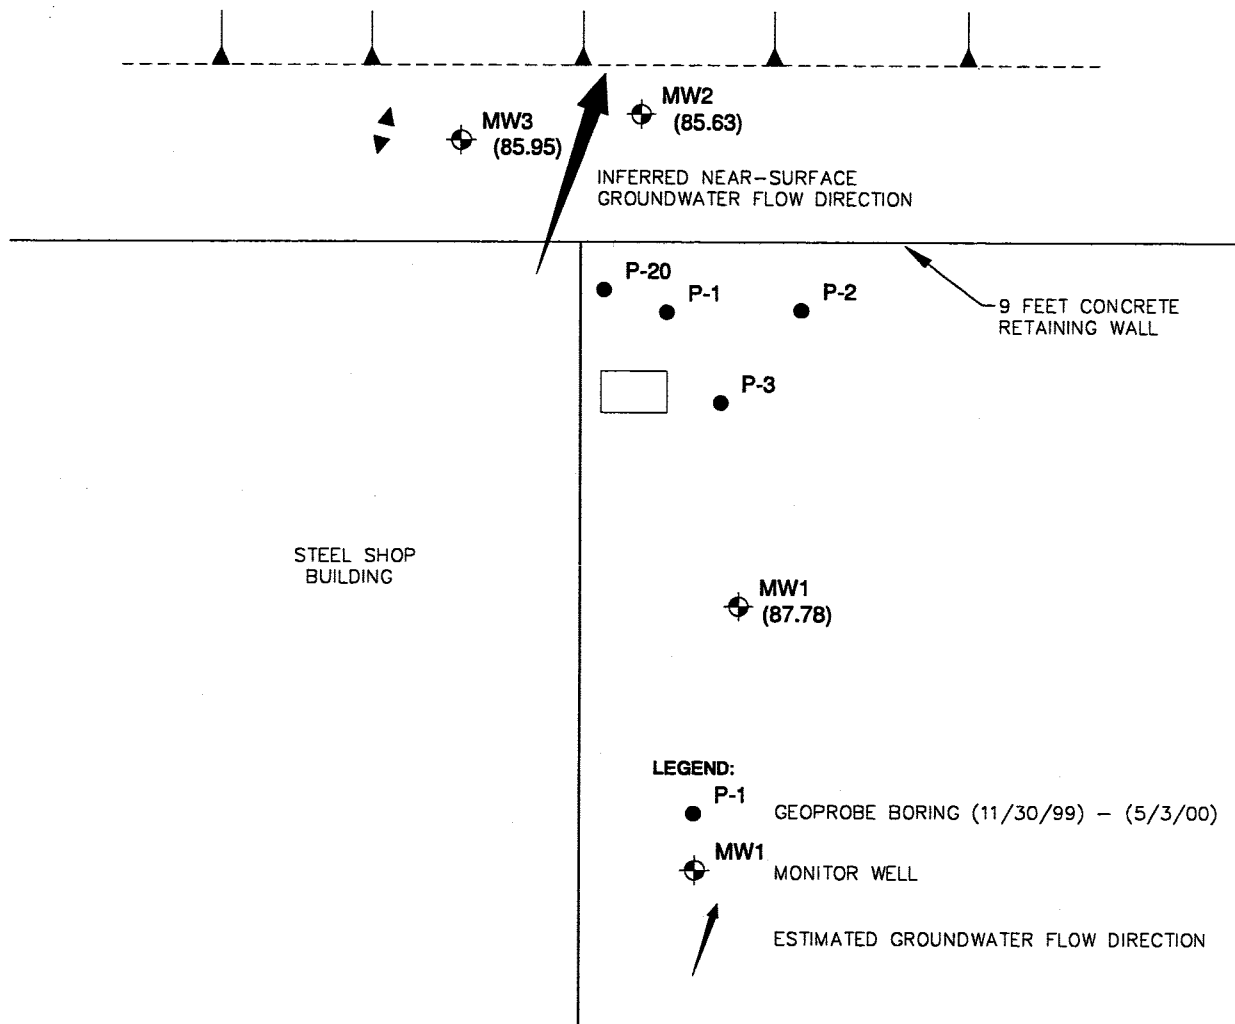 MW2
(85.63)
MW3
(85.95)
INFERRED NEAR-SURFACE
GROUNDWATER FLOW DIRECTION
P-20
P-1
P-2
9 FEET CONCRETE
RETAINING WALL
P-3
STEEL SHOP
BUILDING
MW1
(87.78)
LEGEND:
P-1
GEOPROBE BORING (11/30/99) - (5/3/00)
MW1
MONITOR WELL
ESTIMATED GROUNDWATER FLOW DIRECTION